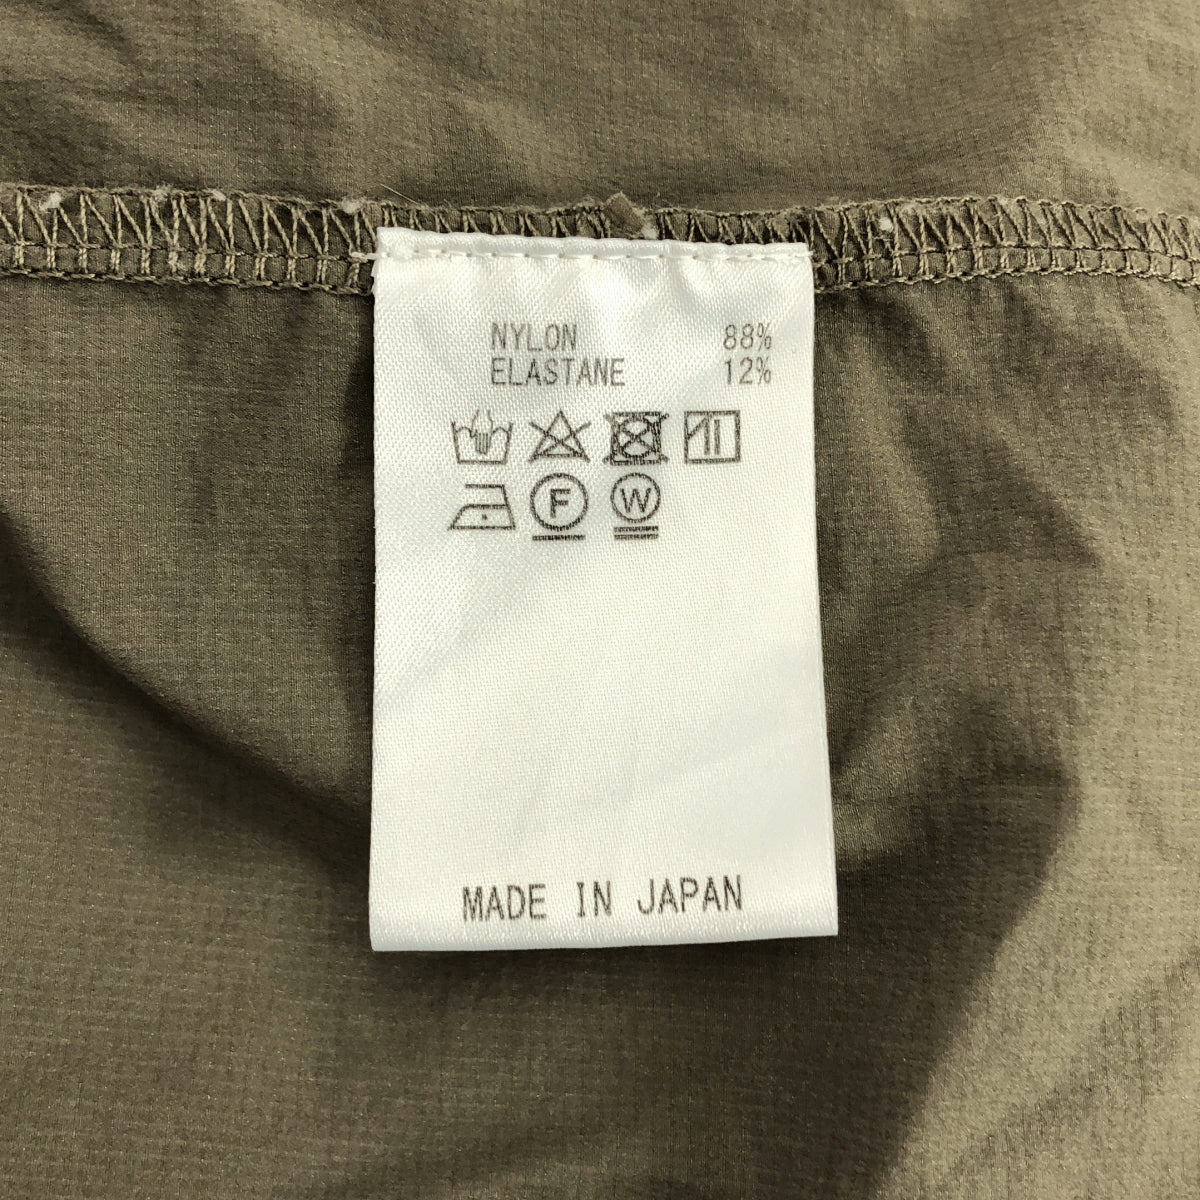 NYLON 88%
ELASTANE 12%
F W
MADE IN JAPAN